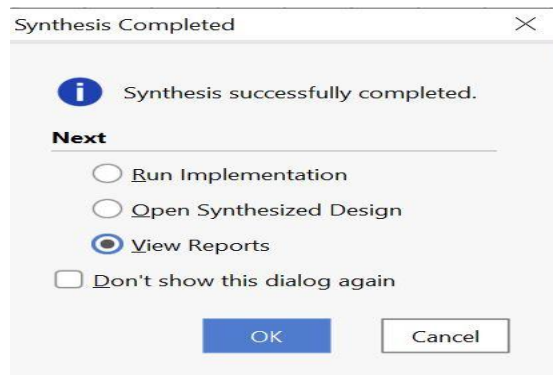 Synthesis Completed
Synthesis successfully completed.
Next
Run Implementation
Open Synthesized Design
View Reports
Don't show this dialog again
OK Cancel